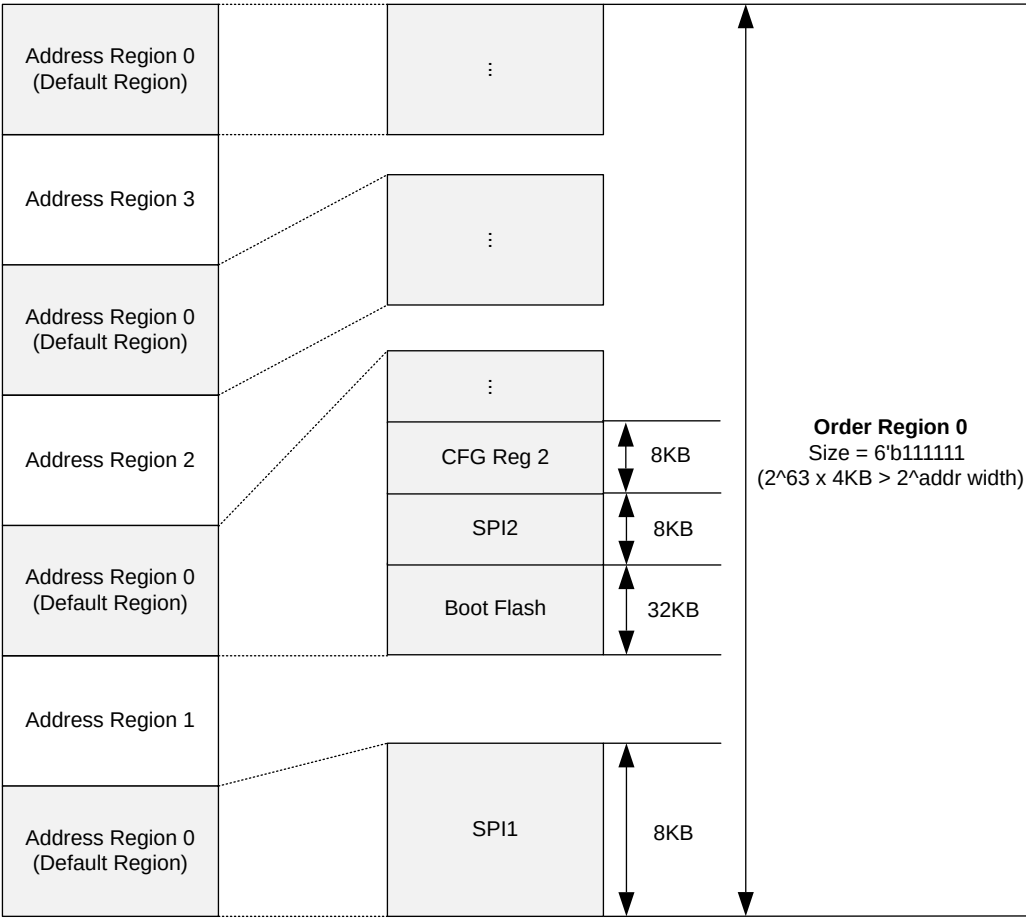 Address Region 0
(Default Region)
Address Region 3
Address Region 0
(Default Region)
Address Region 2
Address Region 0
(Default Region)
Address Region 1
Address Region 0
(Default Region)
⋮
⋮
⋮
CFG Reg 2
8KB
SPI2
8KB
Boot Flash
32KB
SPI1
8KB
Order Region 0
Size = 6'b111111
(2^63 x 4KB > 2^addr width)